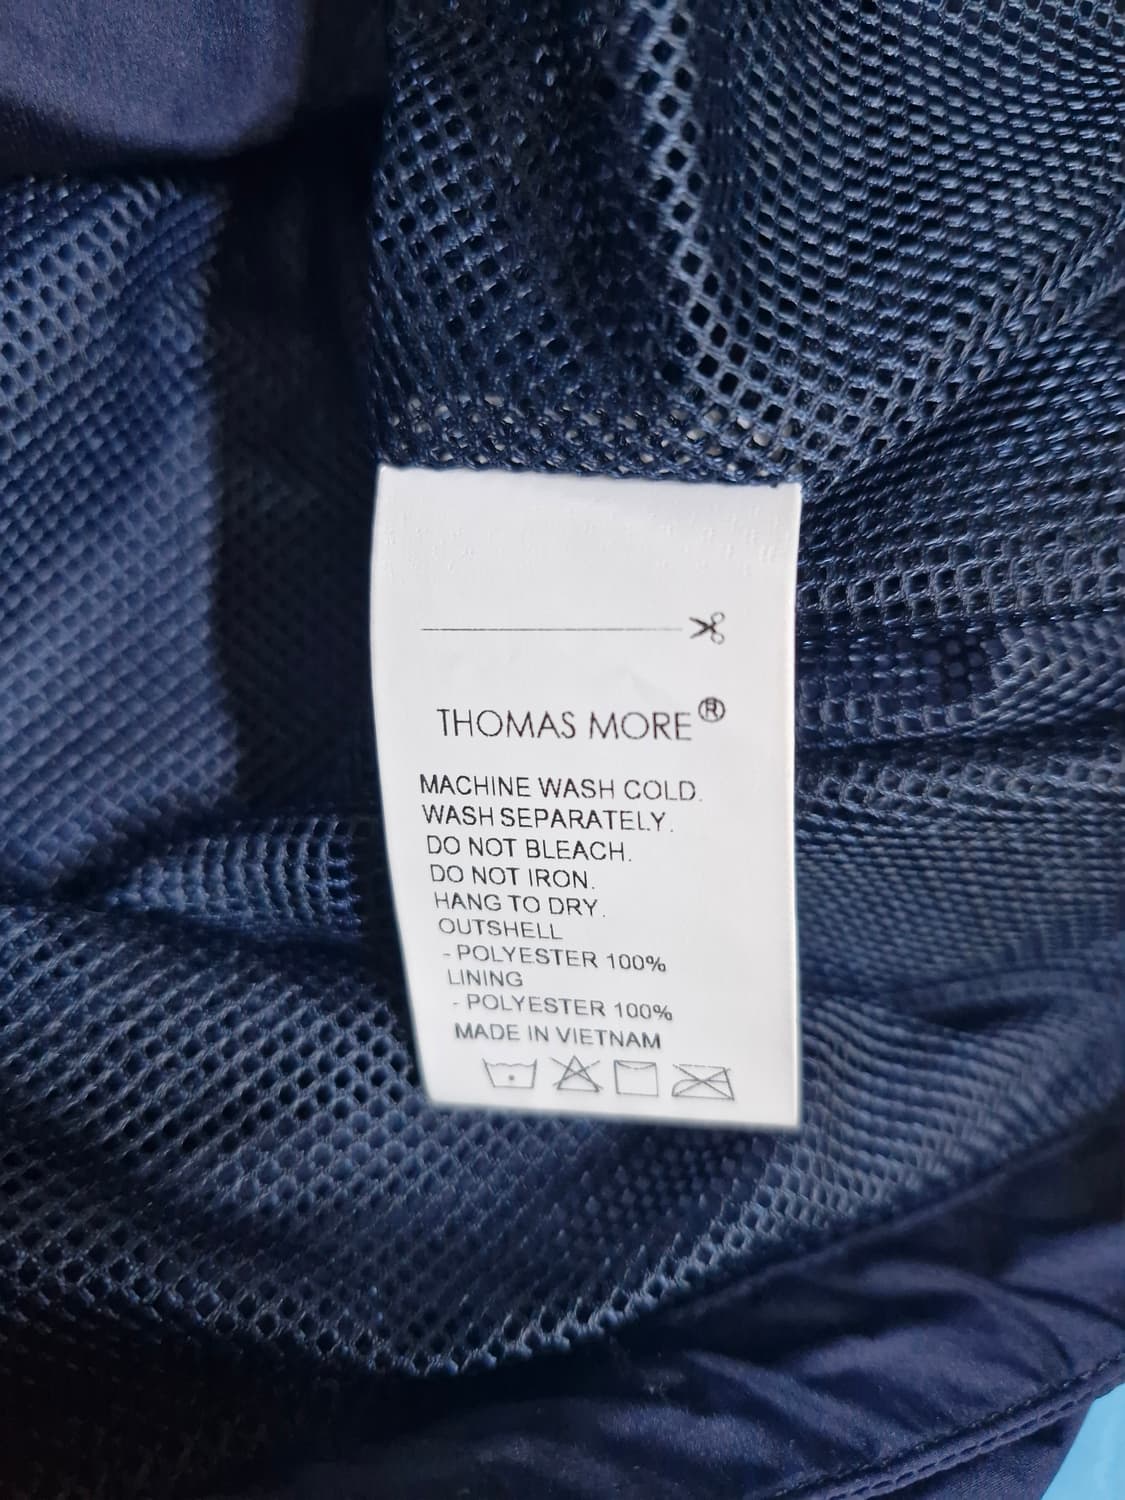 THOMAS MORE®
MACHINE WASH COLD.
WASH SEPARATELY.
DO NOT BLEACH.
DO NOT IRON.
HANG TO DRY.
OUTSHELL
- POLYESTER 100%
LINING
- POLYESTER 100%
MADE IN VIETNAM